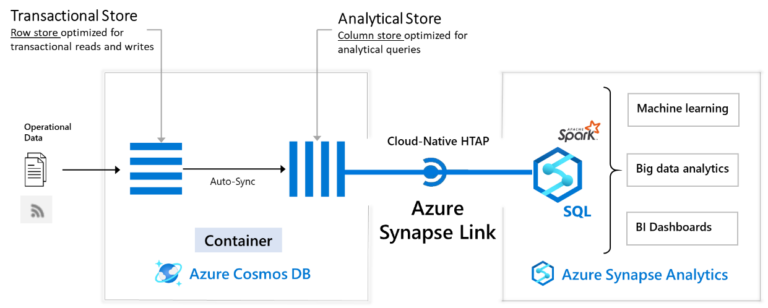 Transactional Store
Row store optimized for
transactional reads and writes
Analytical Store
Column store optimized for
analytical queries
Operational
Data
Auto-Sync
Container
Azure Cosmos DB
Cloud-Native HTAP
Azure
Synapse Link
APACHE
Spark
SQL
Machine learning
Big data analytics
BI Dashboards
Azure Synapse Analytics